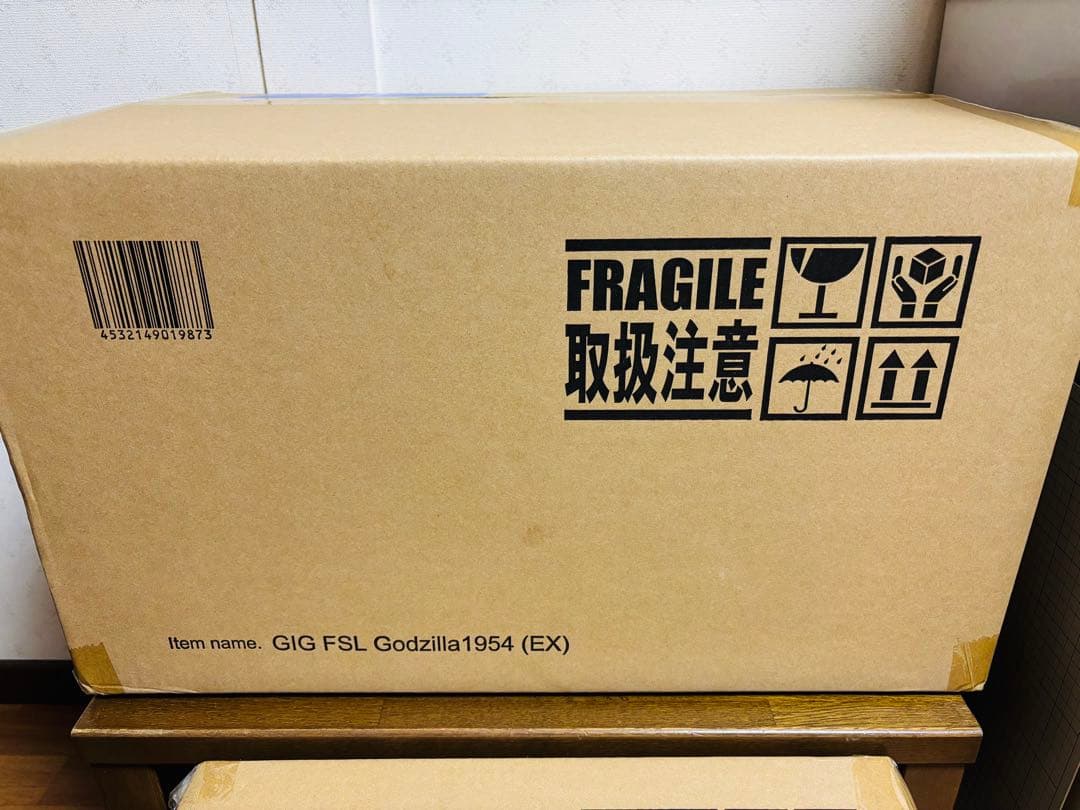 4532149019873
FRAGILE
取扱注意
Item name. GIG FSL Godzilla1954 (EX)